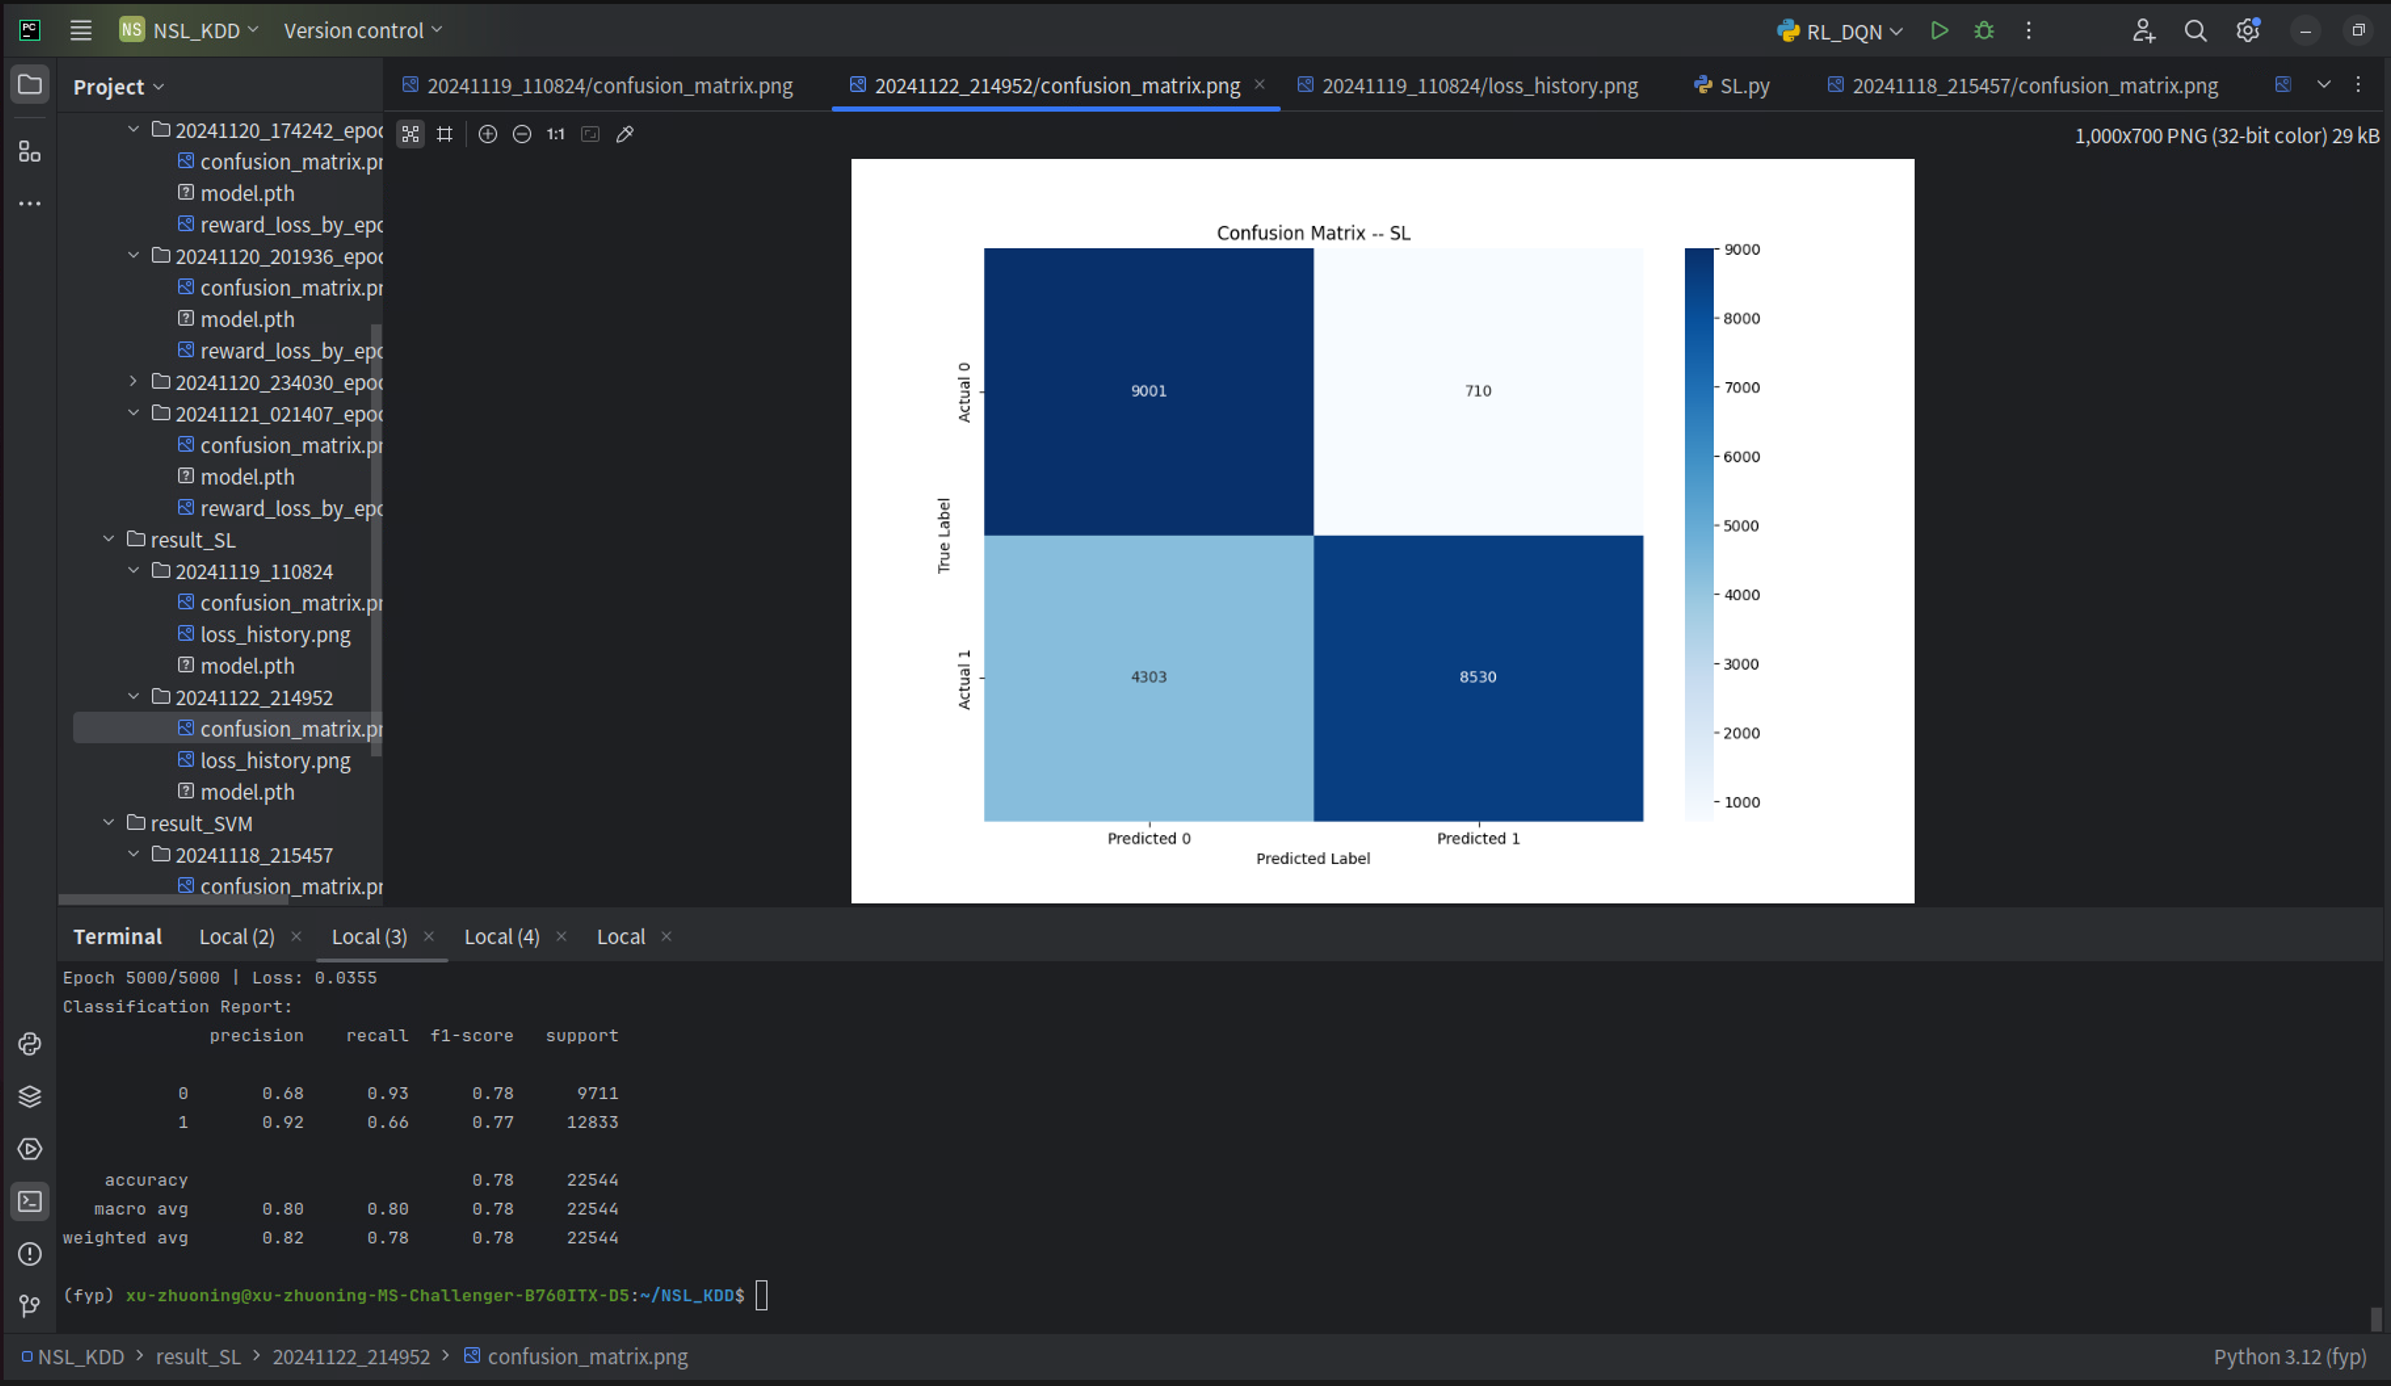 PC
NS NSL_KDD Version control RL_DQN
Project
20241119_110824/confusion_matrix.png 20241122_214952/confusion_matrix.png 20241119_110824/loss_history.png SL.py 20241118_215457/confusion_matrix.png
1:1
1,000x700 PNG (32-bit color) 29 kB
20241120_174242_epoc
confusion_matrix.pr
model.pth
reward_loss_by_epo
20241120_201936_epoc
confusion_matrix.pr
model.pth
reward_loss_by_epo
20241120_234030_epoc
20241121_021407_epoc
confusion_matrix.pr
model.pth
reward_loss_by_epo
result_SL
20241119_110824
confusion_matrix.pr
loss_history.png
model.pth
20241122_214952
confusion_matrix.pr
loss_history.png
model.pth
result_SVM
20241118_215457
confusion_matrix.pr
Confusion Matrix -- SL
True Label
Actual 0
Actual 1
9001 710
4303 8530
Predicted 0 Predicted 1
Predicted Label
9000
8000
7000
6000
5000
4000
3000
2000
1000
Terminal Local (2) Local (3) Local (4) Local
Epoch 5000/5000 | Loss: 0.0355
Classification Report:
precision recall f1-score support
0 0.68 0.93 0.78 9711
1 0.92 0.66 0.77 12833
accuracy 0.78 22544
macro avg 0.80 0.80 0.78 22544
weighted avg 0.82 0.78 0.78 22544
(fyp) xu-zhuoning@xu-zhuoning-MS-Challenger-B760ITX-D5:~/NSL_KDD$
NSL_KDD > result_SL > 20241122_214952 > confusion_matrix.png
Python 3.12 (fyp)